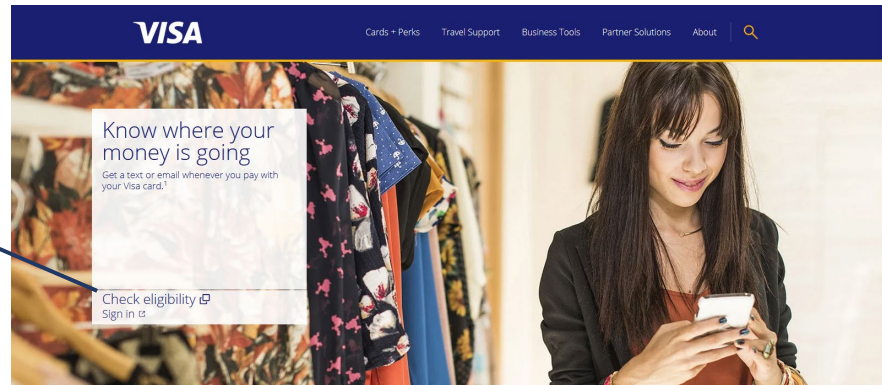 VISA
Cards + Perks Travel Support Business Tools Partner Solutions About
Know where your
money is going
Get a text or email whenever you pay with
your Visa card.¹
Check eligibility
Sign in